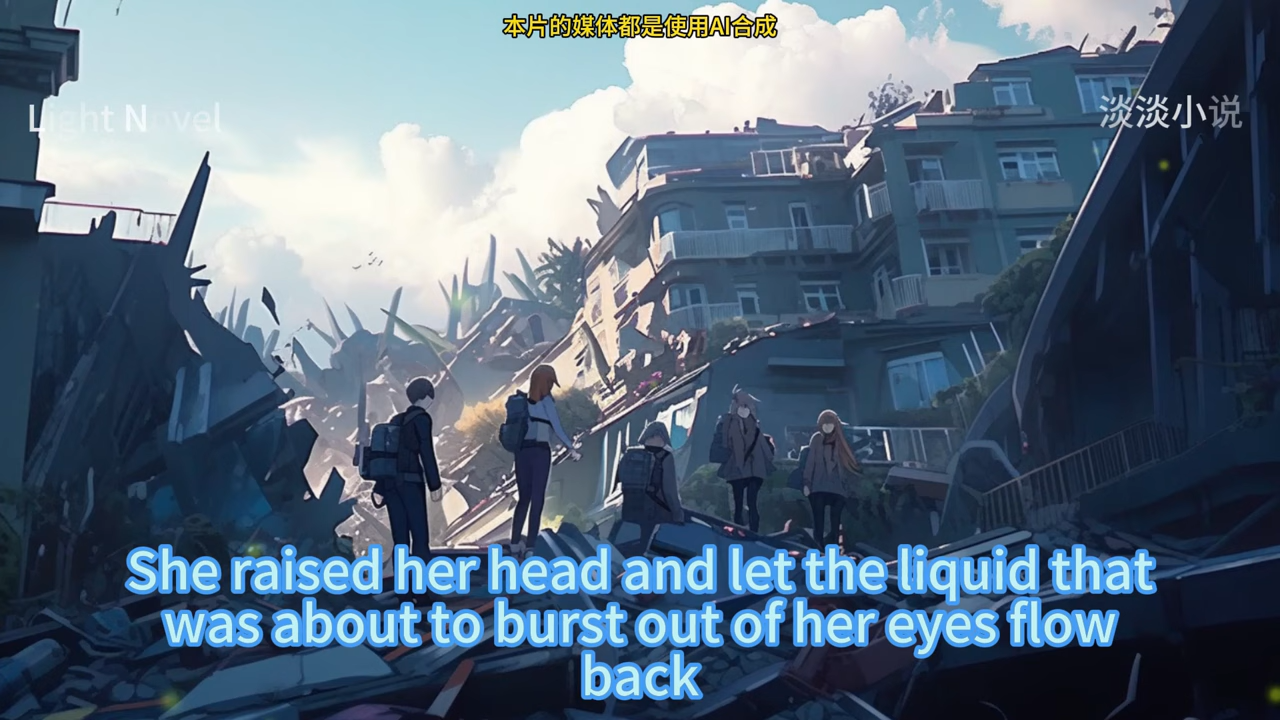 本片的媒体都是使用AI合成
Light Novel
淡淡小说
She raised her head and let the liquid that
was about to burst out of her eyes flow
back